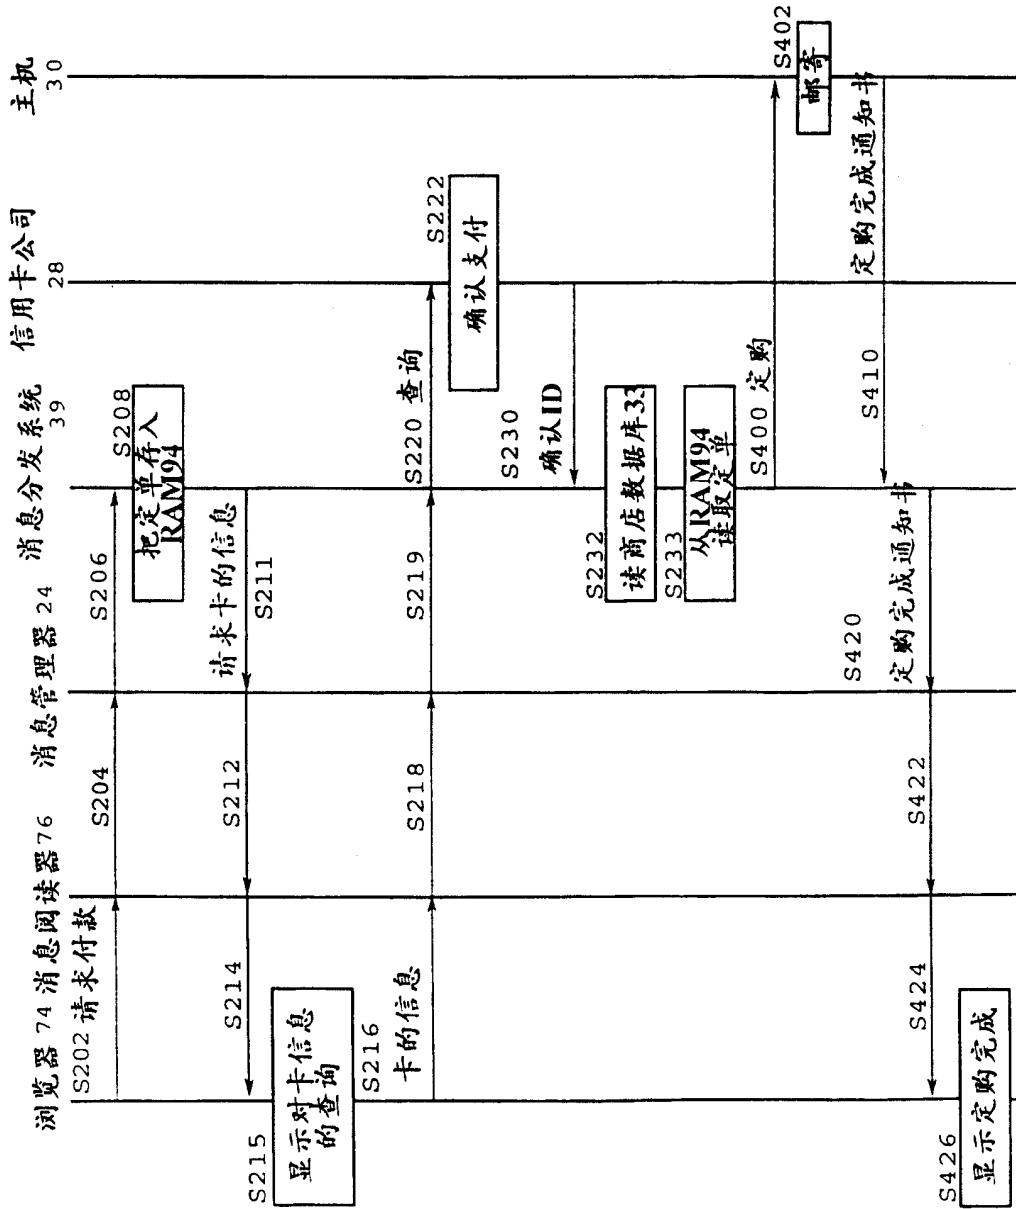 浏览器 74
消息阅读器76
消息管理器 24
消息分发系统
39
信用卡公司
28
主机
30
S202 请求付款
S204
S206
S208
把定单存入
RAM94
请求卡的信息
S211
S212
S214
S215
显示对卡信息
的查询
S216
卡的信息
S218
S219
S220 查询
S222
确认支付
S230
确认ID
S232
读商店数据库33
S233
从RAM94
读取定单
S400 定购
S402
邮寄
定购完成通知书
S410
S420
定购完成通知书
S422
S424
S426
显示定购完成